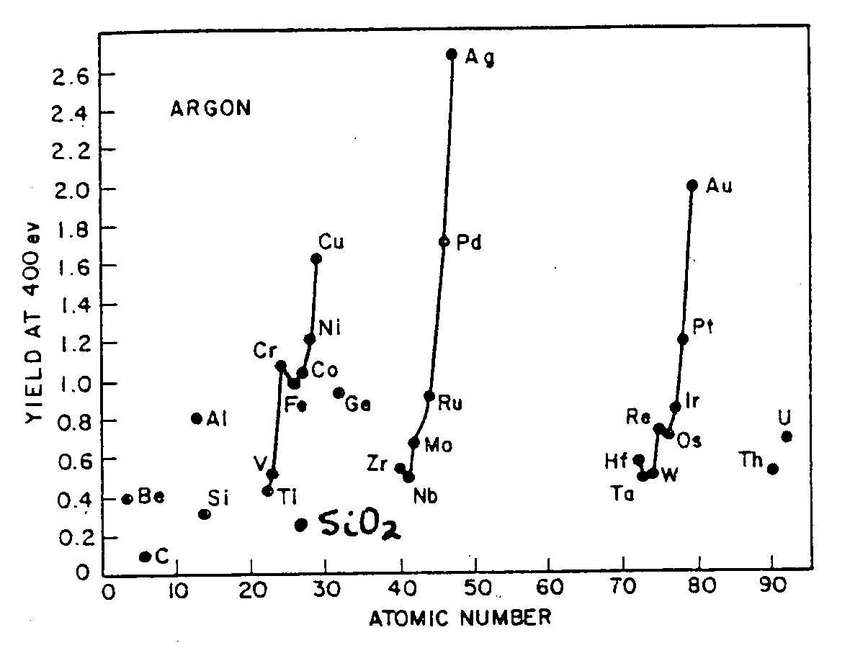 2.6
2.4
2.2
2.0
1.8
1.6
1.4
1.2
1.0
0.8
0.6
0.4
0.2
0
YIELD AT 400 ev
ARGON
Ag
Au
Cu
Pd
Ni
Pt
Cr
Co
Fe
Ge
Al
Ru
Ir
Re
Os
U
Mo
Zr
Nb
Hf
Ta
W
Th
V
Ti
Be
Si
SiO2
C
0 10 20 30 40 50 60 70 80 90
ATOMIC NUMBER